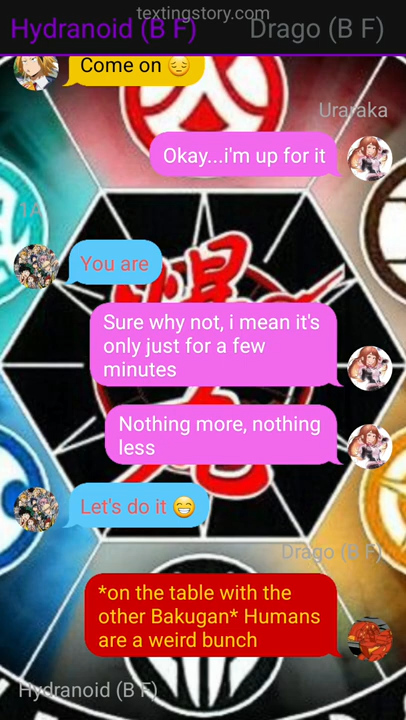 textingstory.com
Hydranoid (B F) Drago (B F)
Come on 😔
Uraraka
Okay...i'm up for it
1A
You are
Sure why not, i mean it's
only just for a few
minutes
Nothing more, nothing
less
Let's do it 😁
Drago (B F)
*on the table with the
other Bakugan* Humans
are a weird bunch
Hydranoid (B F)